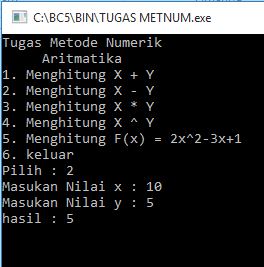 C:\BC5\BIN\TUGAS METNUM.exe
Tugas Metode Numerik
Aritmatika
1. Menghitung X + Y
2. Menghitung X - Y
3. Menghitung X * Y
4. Menghitung X ^ Y
5. Menghitung F(x) = 2x^2-3x+1
6. keluar
Pilih : 2
Masukan Nilai x : 10
Masukan Nilai y : 5
hasil : 5